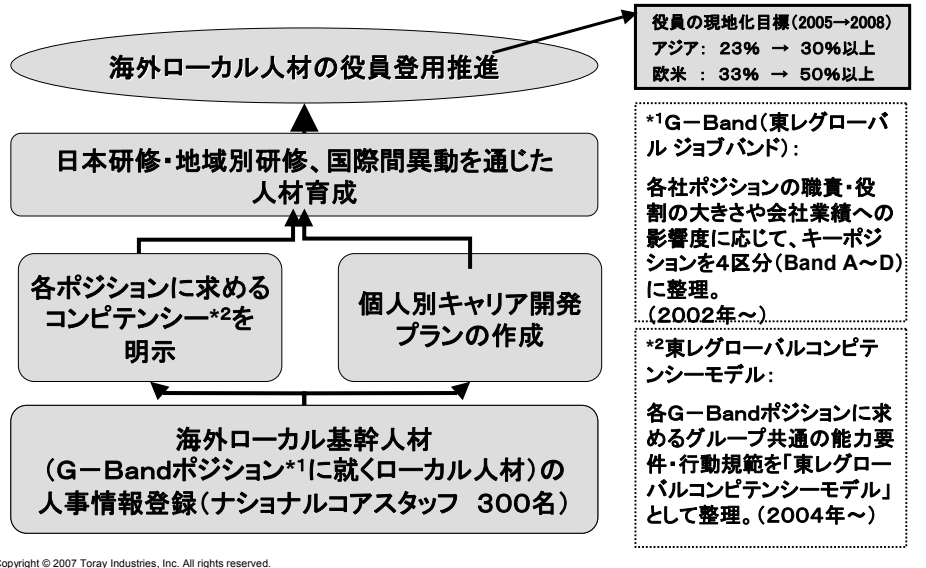 海外ローカル人材の役員登用推進
役員の現地化目標(2005→2008)
アジア: 23% → 30%以上
欧米 : 33% → 50%以上
日本研修・地域別研修、国際間異動を通じた
人材育成
各ポジションに求める
コンピテンシー*2を
明示
個人別キャリア開発
プランの作成
海外ローカル基幹人材
(G-Bandポジション*1に就くローカル人材)の
人事情報登録(ナショナルコアスタッフ 300名)
*1G-Band(東レグローバ
ル ジョブバンド):
各社ポジションの職責・役
割の大きさや会社業績への
影響度に応じて、キーポジ
ションを4区分(Band A~D)
に整理。
(2002年~)
*2東レグローバルコンピテ
ンシーモデル:
各G-Bandポジションに求
めるグループ共通の能力要
件・行動規範を「東レグロー
バルコンピテンシーモデル」
として整理。(2004年~)
Copyright © 2007 Toray Industries, Inc. All rights reserved.